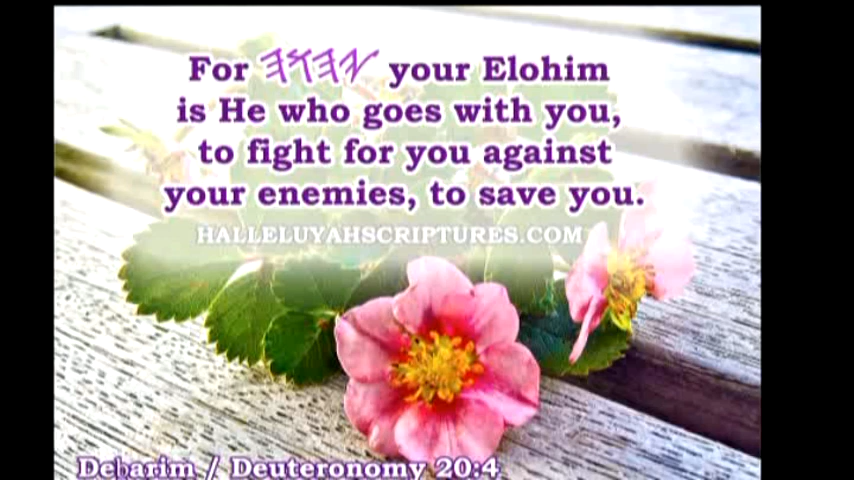 For 𐤉𐤄𐤅𐤄 your Elohim
is He who goes with you,
to fight for you against
your enemies, to save you.
HALLELUYAHSCRIPTURES.COM
Debarim / Deuteronomy 20:4